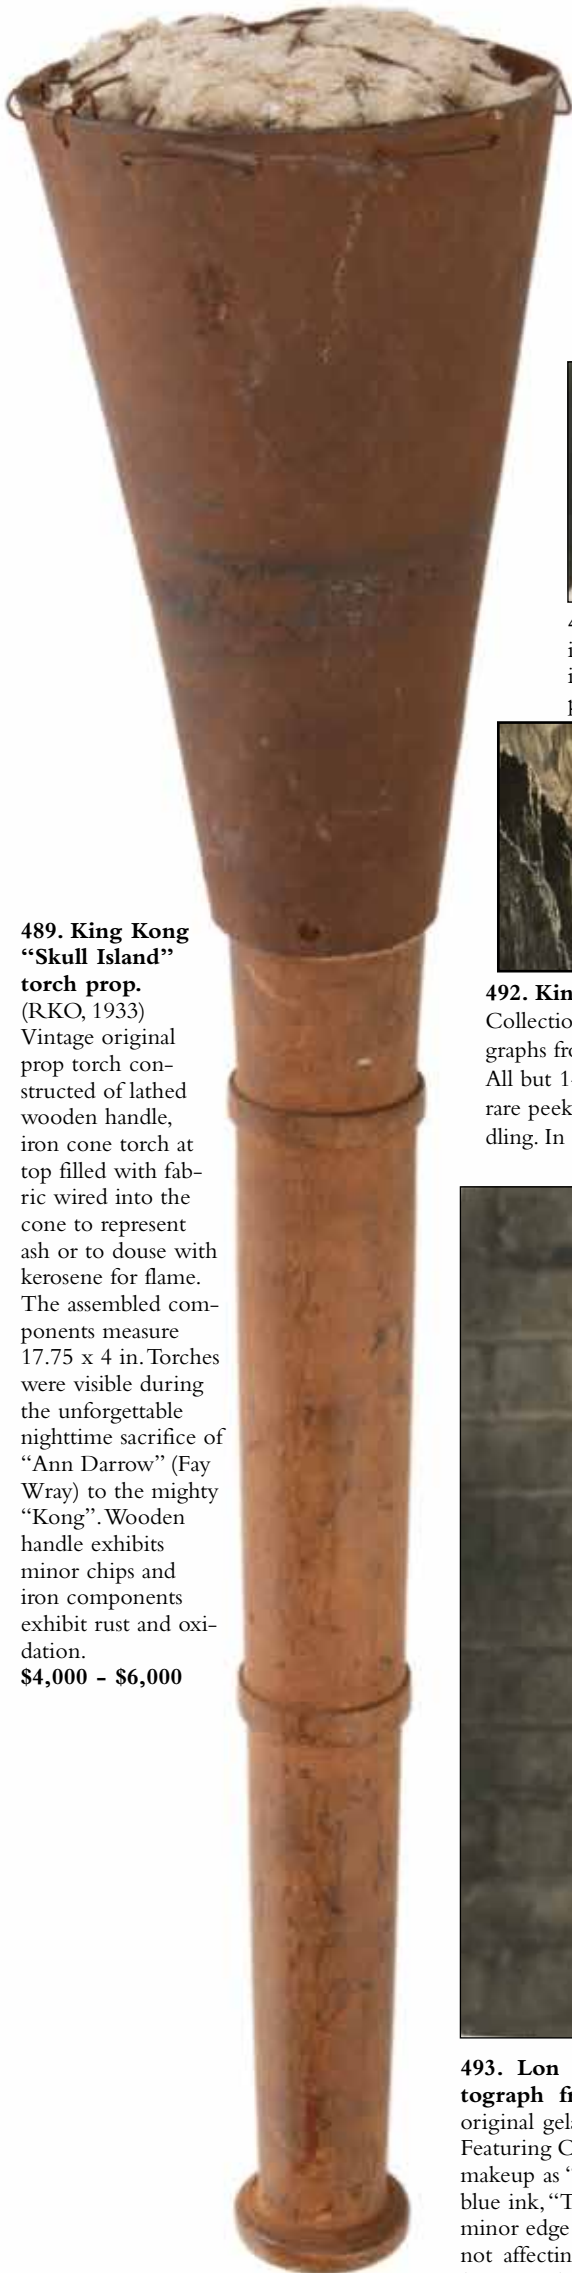 489. King Kong
“Skull Island”
torch prop.
(RKO, 1933)
Vintage original
prop torch con-
structed of lathed
wooden handle,
iron cone torch at
top filled with fab-
ric wired into the
cone to represent
ash or to douse with
kerosene for flame.
The assembled com-
ponents measure
17.75 x 4 in. Torches
were visible during
the unforgettable
nighttime sacrifice of
“Ann Darrow” (Fay
Wray) to the mighty
“Kong”. Wooden
handle exhibits
minor chips and
iron components
exhibit rust and oxi-
dation.
$4,000 - $6,000
492. Kin
Collectio
graphs fro
All but 1
rare peek
dling. In
493. Lon
tograph fr
original gel
Featuring C
makeup as “
blue ink, “T
minor edge
not affectin